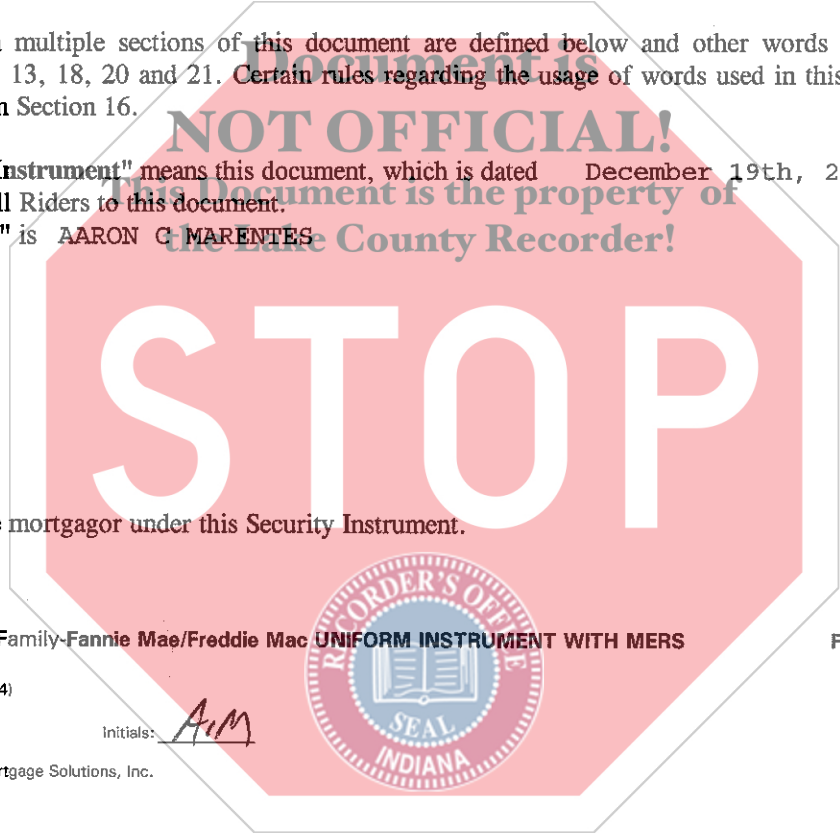 multiple sections of this document are defined below and other words
13, 18, 20 and 21. Certain rules regarding the usage of words used in this
Section 16.
Document is
NOT OFFICIAL!
Instrument" means this document, which is dated December 19th, 2
This Document is the property of
ll Riders to this document.
" is AARON C MARENTES
the Lake County Recorder!
STOP
mortgagor under this Security Instrument.
RECORDER'S OFFICE
Family-Fannie Mae/Freddie Mac UNIFORM INSTRUMENT WITH MERS F
4)
SEAL
Initials: AM
INDIANA
rtgage Solutions, Inc.